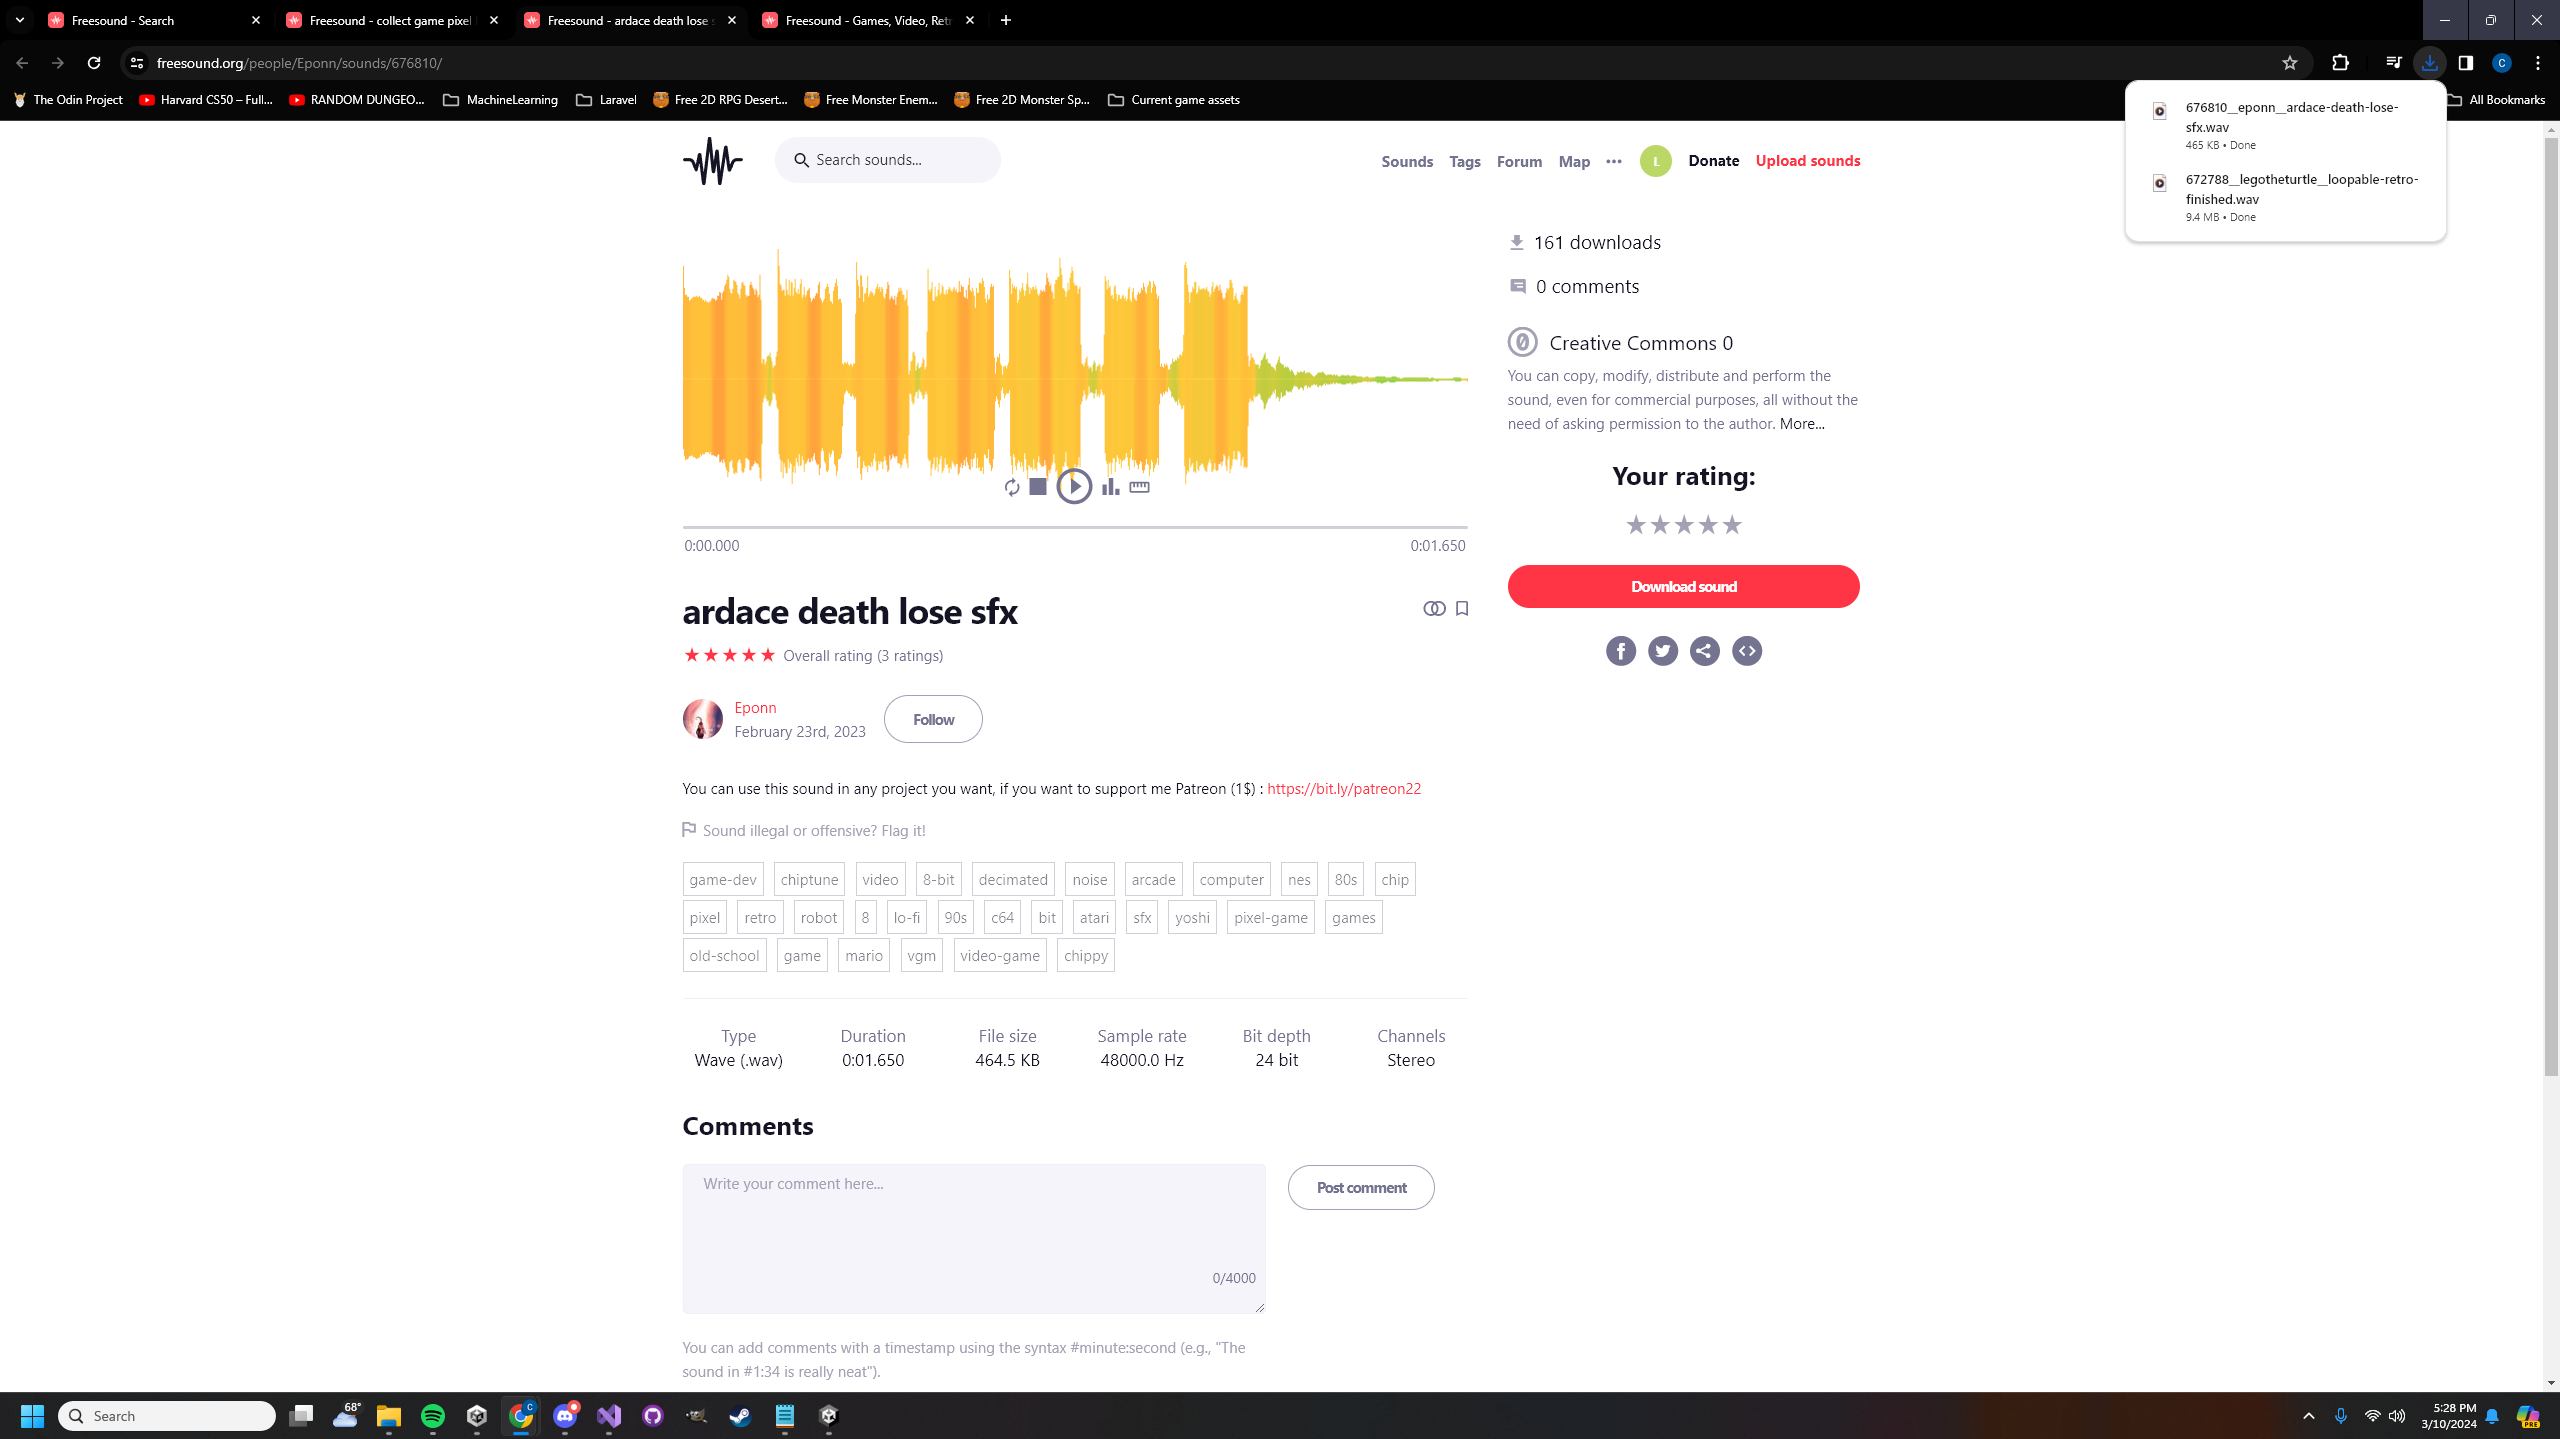 Freesound - Search
Freesound - collect game pixel
Freesound - ardace death lose s
Freesound - Games, Video, Ret
freesound.org/people/Eponn/sounds/676810/
C
The Odin Project
Harvard CS50 – Full...
RANDOM DUNGEO...
MachineLearning
Laravel
Free 2D RPG Desert...
Free Monster Enem...
Free 2D Monster Sp...
Current game assets
All Bookmarks
676810__eponn__ardace-death-lose-
sfx.wav
465 KB • Done
672788__legotheturtle__loopable-retro-
finished.wav
9.4 MB • Done
Search sounds...
Sounds
Tags
Forum
Map
L
Donate
Upload sounds
161 downloads
0 comments
Creative Commons 0
You can copy, modify, distribute and perform the
sound, even for commercial purposes, all without the
need of asking permission to the author. More...
Your rating:
0:00.000
0:01.650
Download sound
ardace death lose sfx
Overall rating (3 ratings)
Eponn
February 23rd, 2023
Follow
You can use this sound in any project you want, if you want to support me Patreon (1$) : https://bit.ly/patreon22
Sound illegal or offensive? Flag it!
game-dev chiptune video 8-bit decimated noise arcade computer nes 80s chip
pixel retro robot 8 lo-fi 90s c64 bit atari sfx yoshi pixel-game games
old-school game mario vgm video-game chippy
Type Duration File size Sample rate Bit depth Channels
Wave (.wav) 0:01.650 464.5 KB 48000.0 Hz 24 bit Stereo
Comments
Write your comment here...
Post comment
0/4000
You can add comments with a timestamp using the syntax #minute:second (e.g., "The
sound in #1:34 is really neat").
Search
68°
C
5:28 PM
3/10/2024
PRE